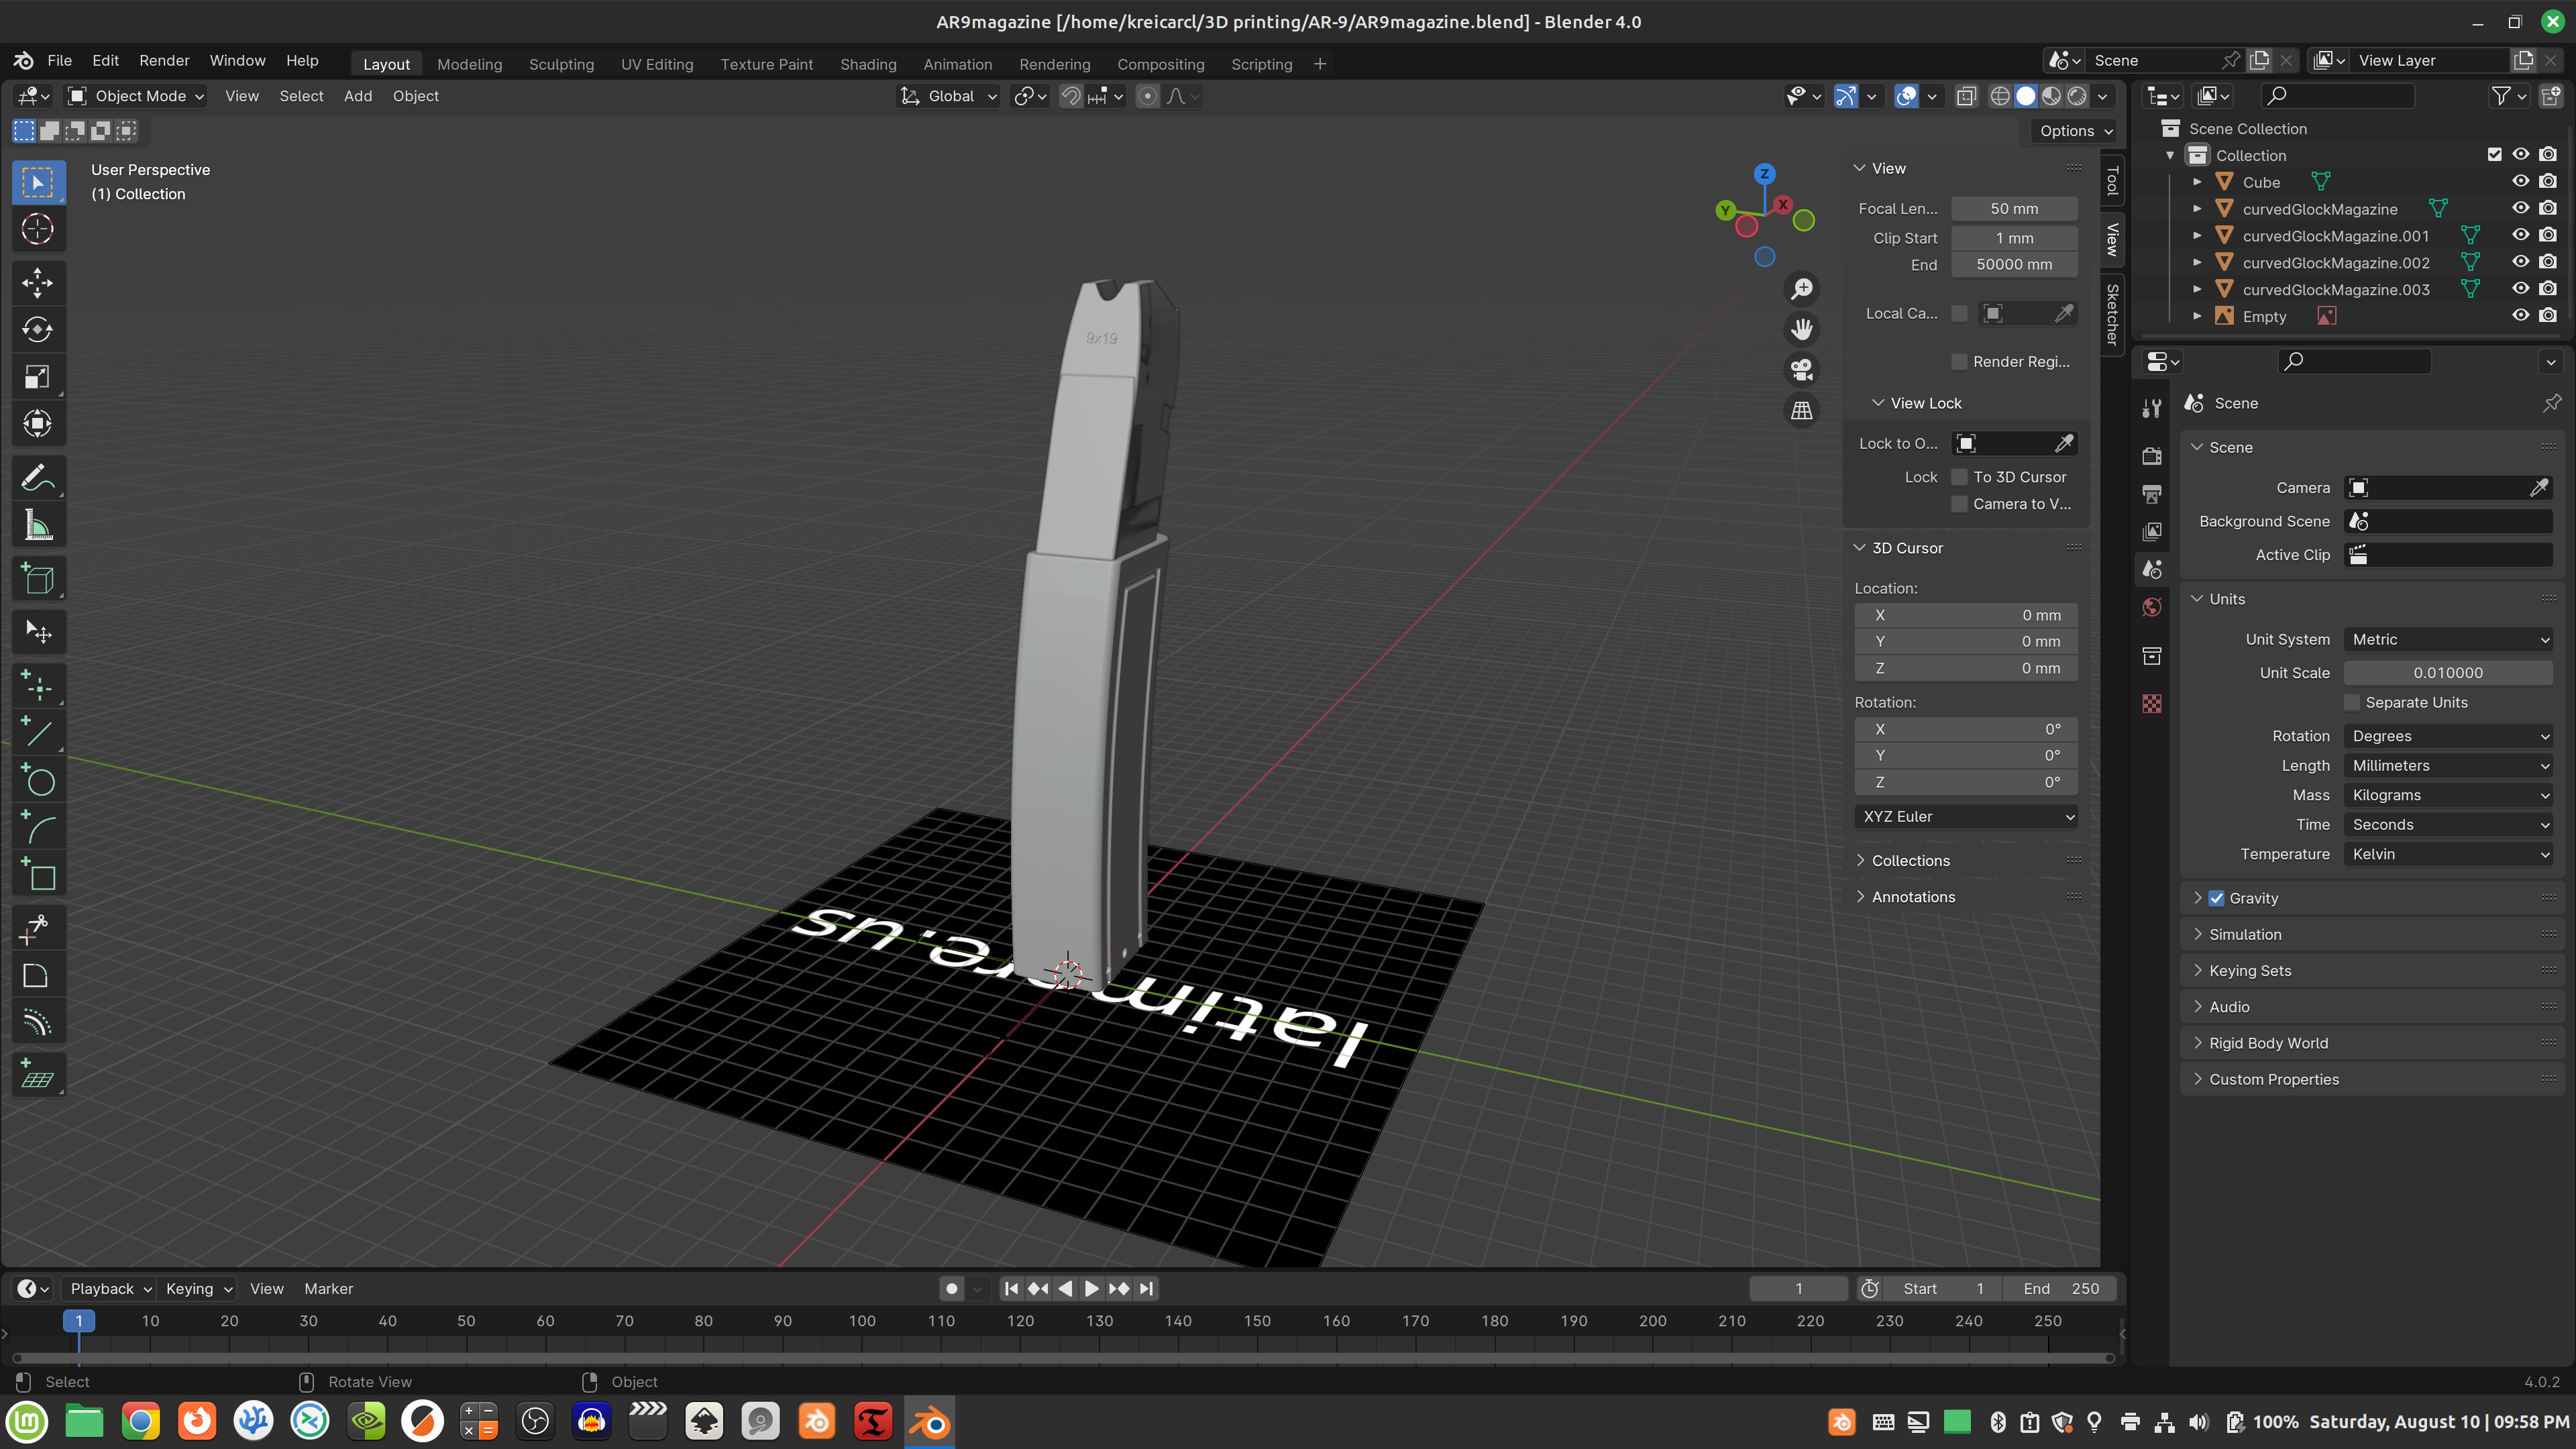 AR9magazine [/home/kreicarcl/3D printing/AR-9/AR9magazine.blend] - Blender 4.0
File Edit Render Window Help Layout Modeling Sculpting UV Editing Texture Paint Shading Animation Rendering Compositing Scripting + Scene View Layer
Object Mode View Select Add Object Global
Options
User Perspective
(1) Collection
Z
Y
X
9x19
latimore.us
View
Focal Len... 50 mm
Clip Start 1 mm
End 50000 mm
Local Ca...
Render Regi...
View Lock
Lock to O...
Lock To 3D Cursor
Camera to V...
3D Cursor
Location:
X 0 mm
Y 0 mm
Z 0 mm
Rotation:
X 0°
Y 0°
Z 0°
XYZ Euler
Collections
Annotations
Tool
View
Sketcher
Scene Collection
Collection
Cube
curvedGlockMagazine
curvedGlockMagazine.001
curvedGlockMagazine.002
curvedGlockMagazine.003
Empty
Scene
Scene
Camera
Background Scene
Active Clip
Units
Unit System Metric
Unit Scale 0.010000
Separate Units
Rotation Degrees
Length Millimeters
Mass Kilograms
Time Seconds
Temperature Kelvin
Gravity
Simulation
Keying Sets
Audio
Rigid Body World
Custom Properties
Playback Keying View Marker 1 Start 1 End 250
1 10 20 30 40 50 60 70 80 90 100 110 120 130 140 150 160 170 180 190 200 210 220 230 240 250
Select Rotate View Object 4.0.2
100% Saturday, August 10 | 09:58 PM